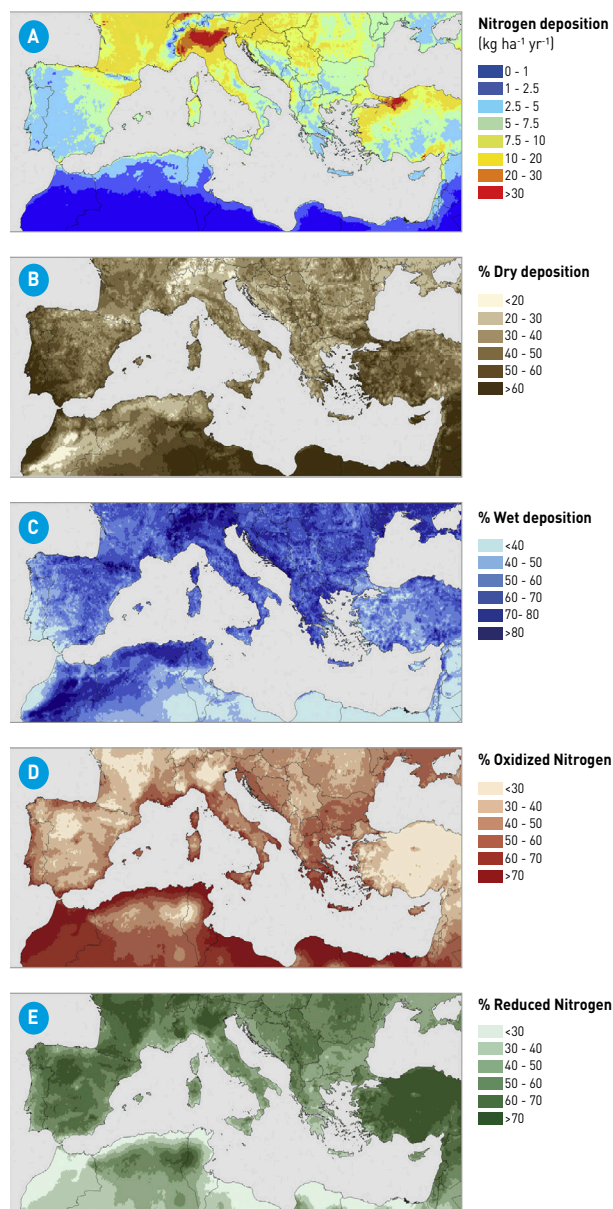 A
Nitrogen deposition
(kg ha-1 yr-1)
0 - 1
1 - 2.5
2.5 - 5
5 - 7.5
7.5 - 10
10 - 20
20 - 30
>30
B
% Dry deposition
<20
20 - 30
30 - 40
40 - 50
50 - 60
>60
C
% Wet deposition
<40
40 - 50
50 - 60
60 - 70
70- 80
>80
D
% Oxidized Nitrogen
<30
30 - 40
40 - 50
50 - 60
60 - 70
>70
E
% Reduced Nitrogen
<30
30 - 40
40 - 50
50 - 60
60 - 70
>70